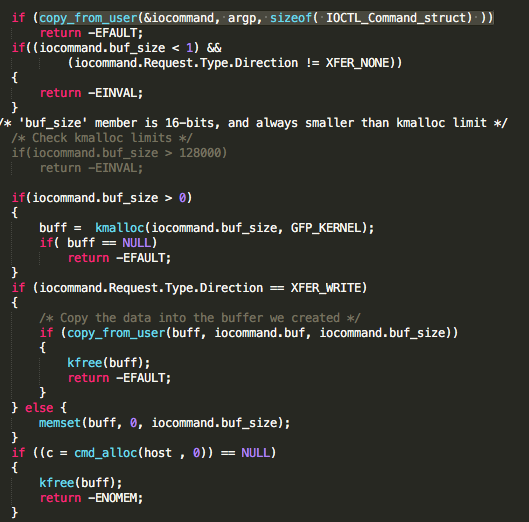 if (copy_from_user(&iocommand, argp, sizeof( IOCTL_Command_struct) ))
return -EFAULT;
if((iocommand.buf_size < 1) &&
(iocommand.Request.Type.Direction != XFER_NONE))
{
return -EINVAL;
}
/* 'buf_size' member is 16-bits, and always smaller than kmalloc limit */
/* Check kmalloc limits */
if(iocommand.buf_size > 128000)
return -EINVAL;
if(iocommand.buf_size > 0)
{
buff =  kmalloc(iocommand.buf_size, GFP_KERNEL);
if( buff == NULL)
return -EFAULT;
}
if (iocommand.Request.Type.Direction == XFER_WRITE)
{
/* Copy the data into the buffer we created */
if (copy_from_user(buff, iocommand.buf, iocommand.buf_size))
{
kfree(buff);
return -EFAULT;
}
} else {
memset(buff, 0, iocommand.buf_size);
}
if ((c = cmd_alloc(host , 0)) == NULL)
{
kfree(buff);
return -ENOMEM;
}